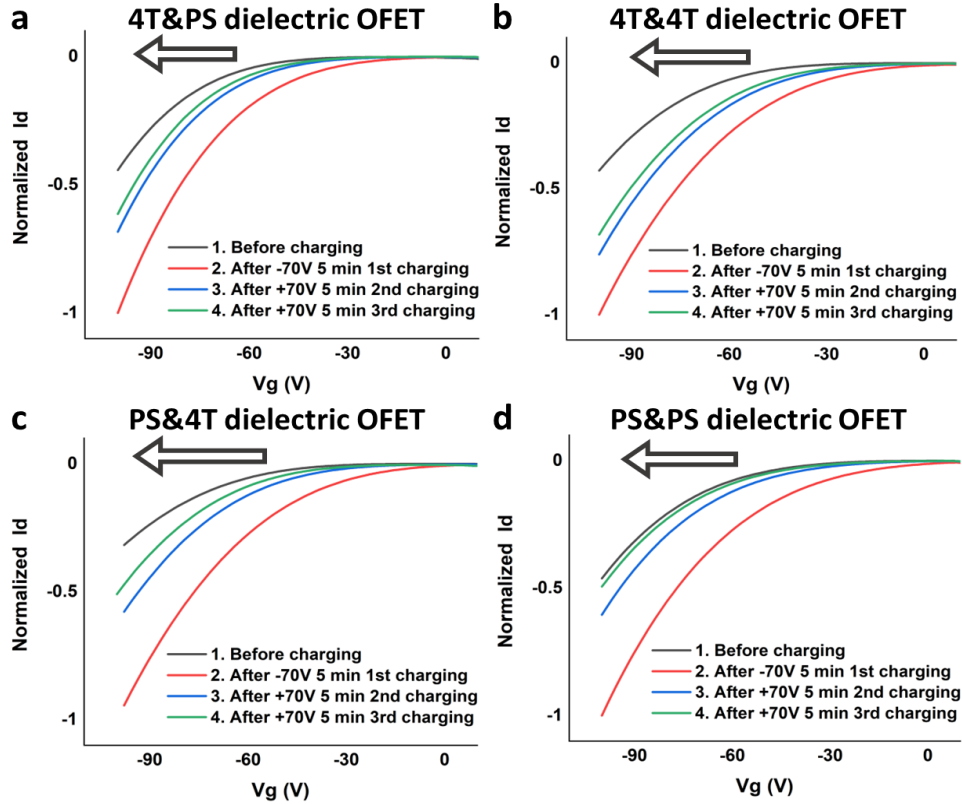 a
4T&PS dielectric OFET
0
-0.5
-1
Normalized Id
1. Before charging
2. After -70V 5 min 1st charging
3. After +70V 5 min 2nd charging
4. After +70V 5 min 3rd charging
-90
-60
-30
0
Vg (V)
b
4T&4T dielectric OFET
0
-0.5
-1
Normalized Id
1. Before charging
2. After -70V 5 min 1st charging
3. After +70V 5 min 2nd charging
4. After +70V 5 min 3rd charging
-90
-60
-30
0
Vg (V)
c
PS&4T dielectric OFET
0
-0.5
-1
Normalized Id
1. Before charging
2. After -70V 5 min 1st charging
3. After +70V 5 min 2nd charging
4. After +70V 5 min 3rd charging
-90
-60
-30
0
Vg (V)
d
PS&PS dielectric OFET
0
-0.5
-1
Normalized Id
1. Before charging
2. After -70V 5 min 1st charging
3. After +70V 5 min 2nd charging
4. After +70V 5 min 3rd charging
-90
-60
-30
0
Vg (V)